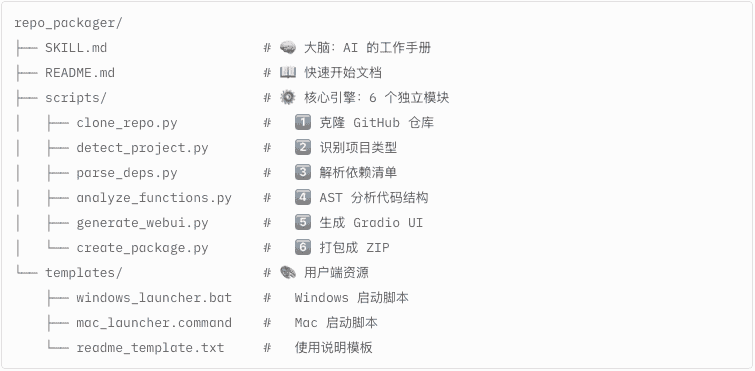 repo_packager/
├── SKILL.md                    # 🧠 大脑：AI 的工作手册
├── README.md                   # 📖 快速开始文档
├── scripts/                    # ⚙️ 核心引擎：6 个独立模块
│   ├── clone_repo.py           #   1️⃣ 克隆 GitHub 仓库
│   ├── detect_project.py       #   2️⃣ 识别项目类型
│   ├── parse_deps.py           #   3️⃣ 解析依赖清单
│   ├── analyze_functions.py    #   4️⃣ AST 分析代码结构
│   ├── generate_webui.py       #   5️⃣ 生成 Gradio UI
│   └── create_package.py       #   6️⃣ 打包成 ZIP
└── templates/                  # 🎨 用户端资源
    ├── windows_launcher.bat    #   Windows 启动脚本
    ├── mac_launcher.command    #   Mac 启动脚本
    └── readme_template.txt     #   使用说明模板